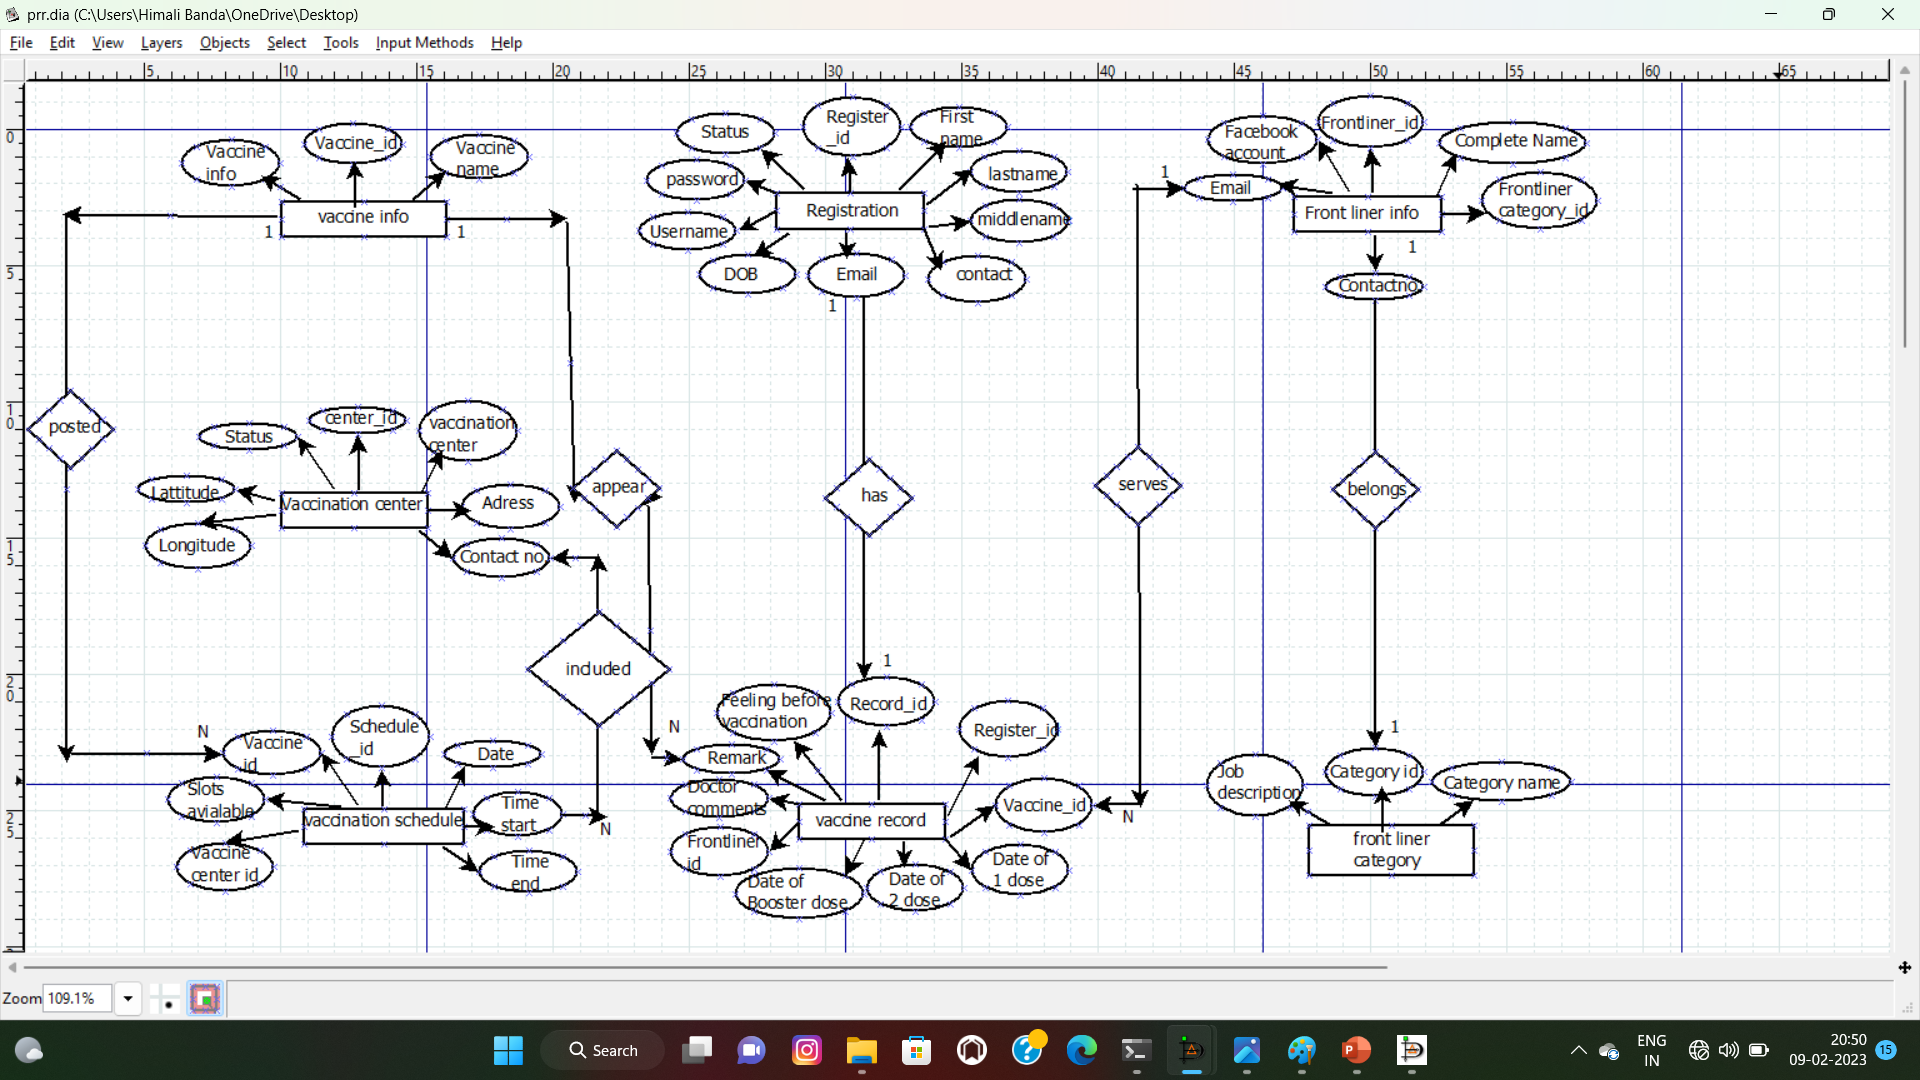 prr.dia (C:\Users\Himali Banda\OneDrive\Desktop)
File Edit View Layers Objects Select Tools Input Methods Help
5 10 15 20 25 30 35 40 45 50 55 60 65
0
5
10
15
20
25
Vaccine
info
Vaccine_id
Vaccine
name
vaccine info
1
1
Status
Register
_id
First
name
password
lastname
Registration
Username
middlename
DOB
Email
contact
1
Facebook
account
Frontliner_id
Complete Name
1
Email
Frontliner
category_id
Front liner info
1
Contactno
posted
Status
center_id
vaccination
center
Lattitude
Vaccination center
Adress
Longitude
Contact no
appear
has
serves
belongs
included
N
Vaccine
id
Schedule
_id
Date
Slots
avialable
vaccination schedule
Time
start
N
Vaccine
center id
Time
end
N
Feeling before
vaccination
1
Record_id
Register_id
Remark
Doctor
comments
Vaccine_id
N
vaccine record
Frontliner
id
Date of
Booster dose
Date of
2 dose
Date of
1 dose
1
Job
description
Category id
Category name
front liner
category
Zoom 109.1%
Search
ENG
IN
20:50
09-02-2023
15